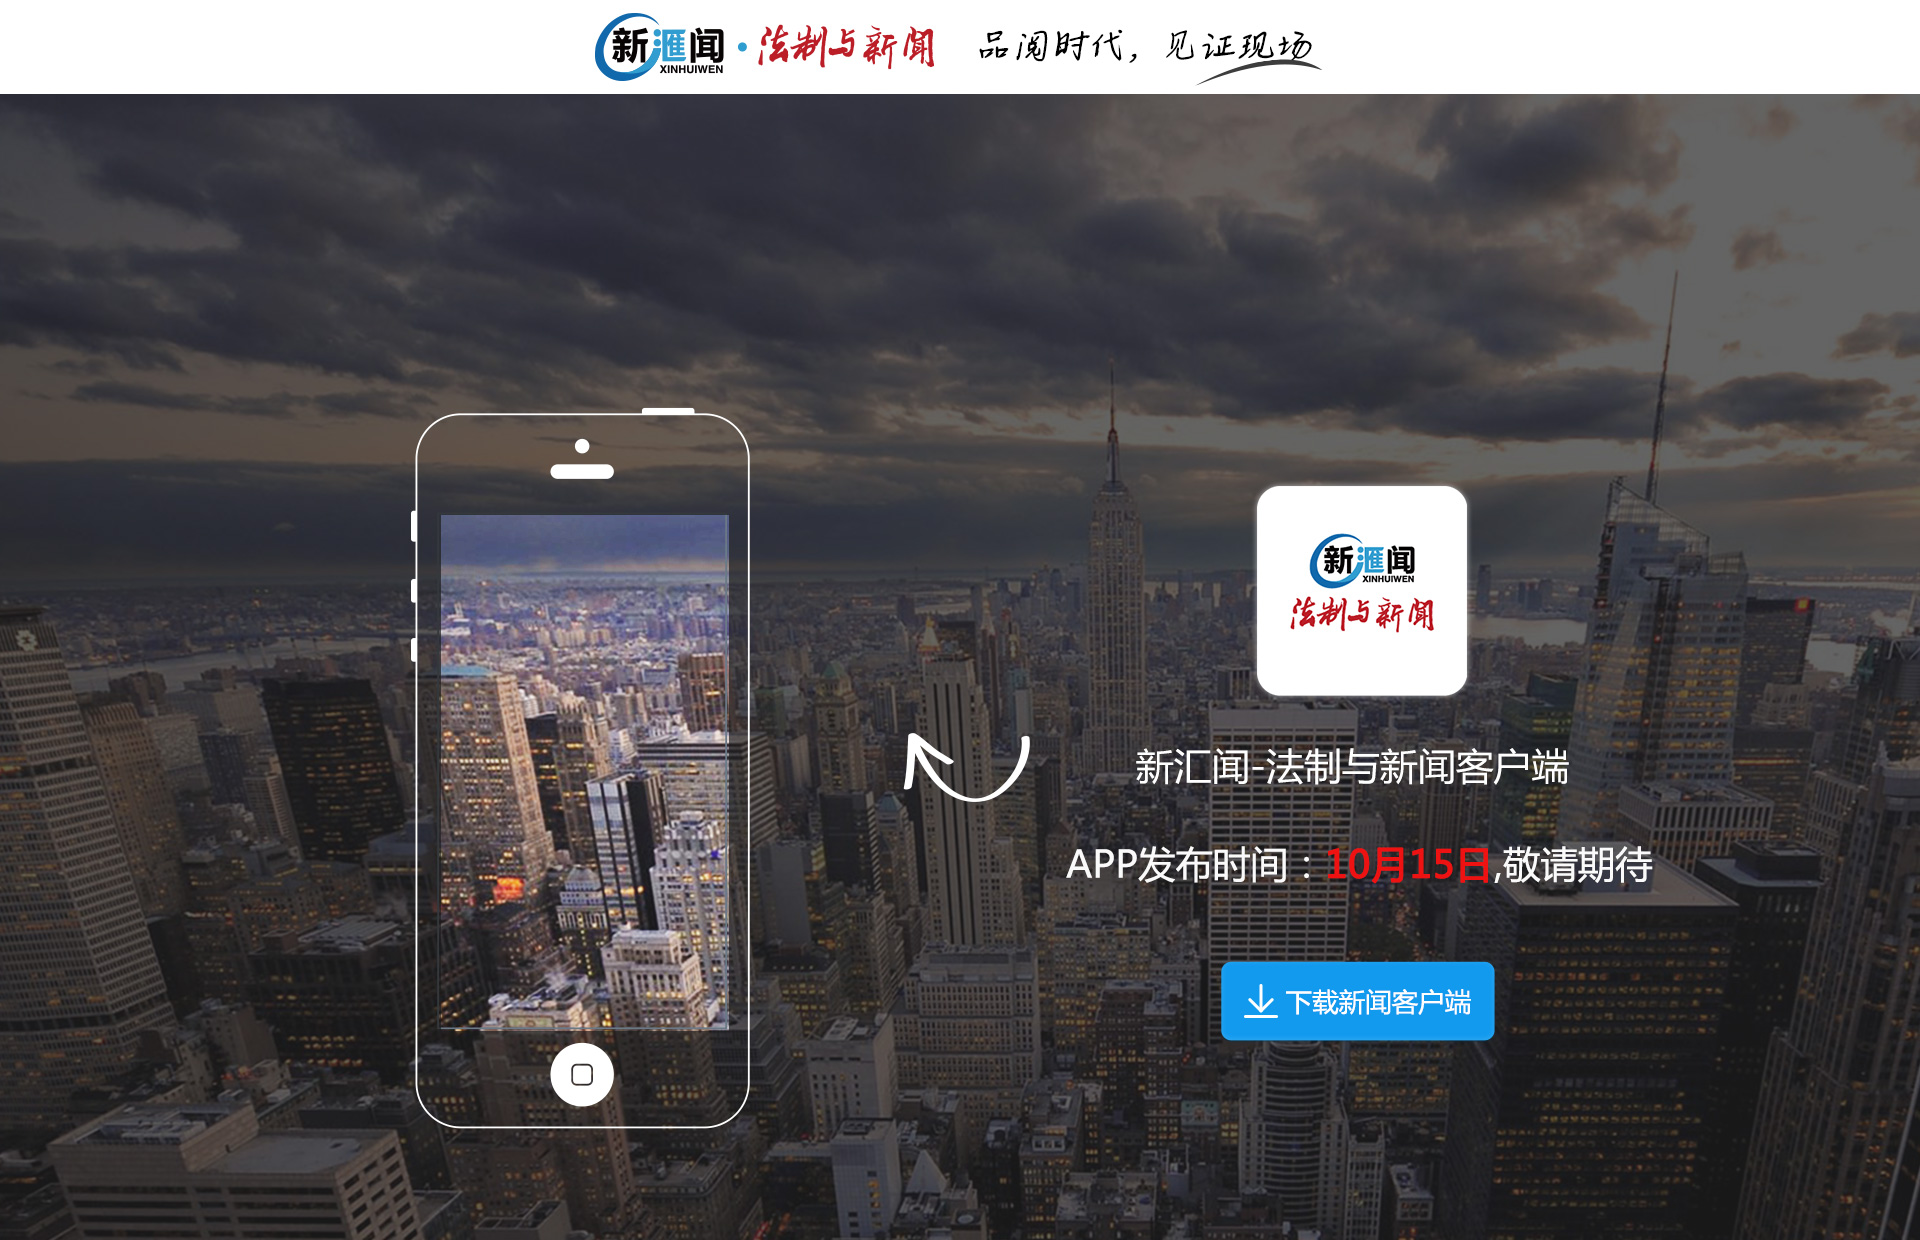 新滙闻·法制与新闻 品阅时代，见证现场
XINHUIWEN
新滙闻
XINHUIWEN
法制与新闻
新汇闻-法制与新闻客户端
APP发布时间：10月15日,敬请期待
下载新闻客户端